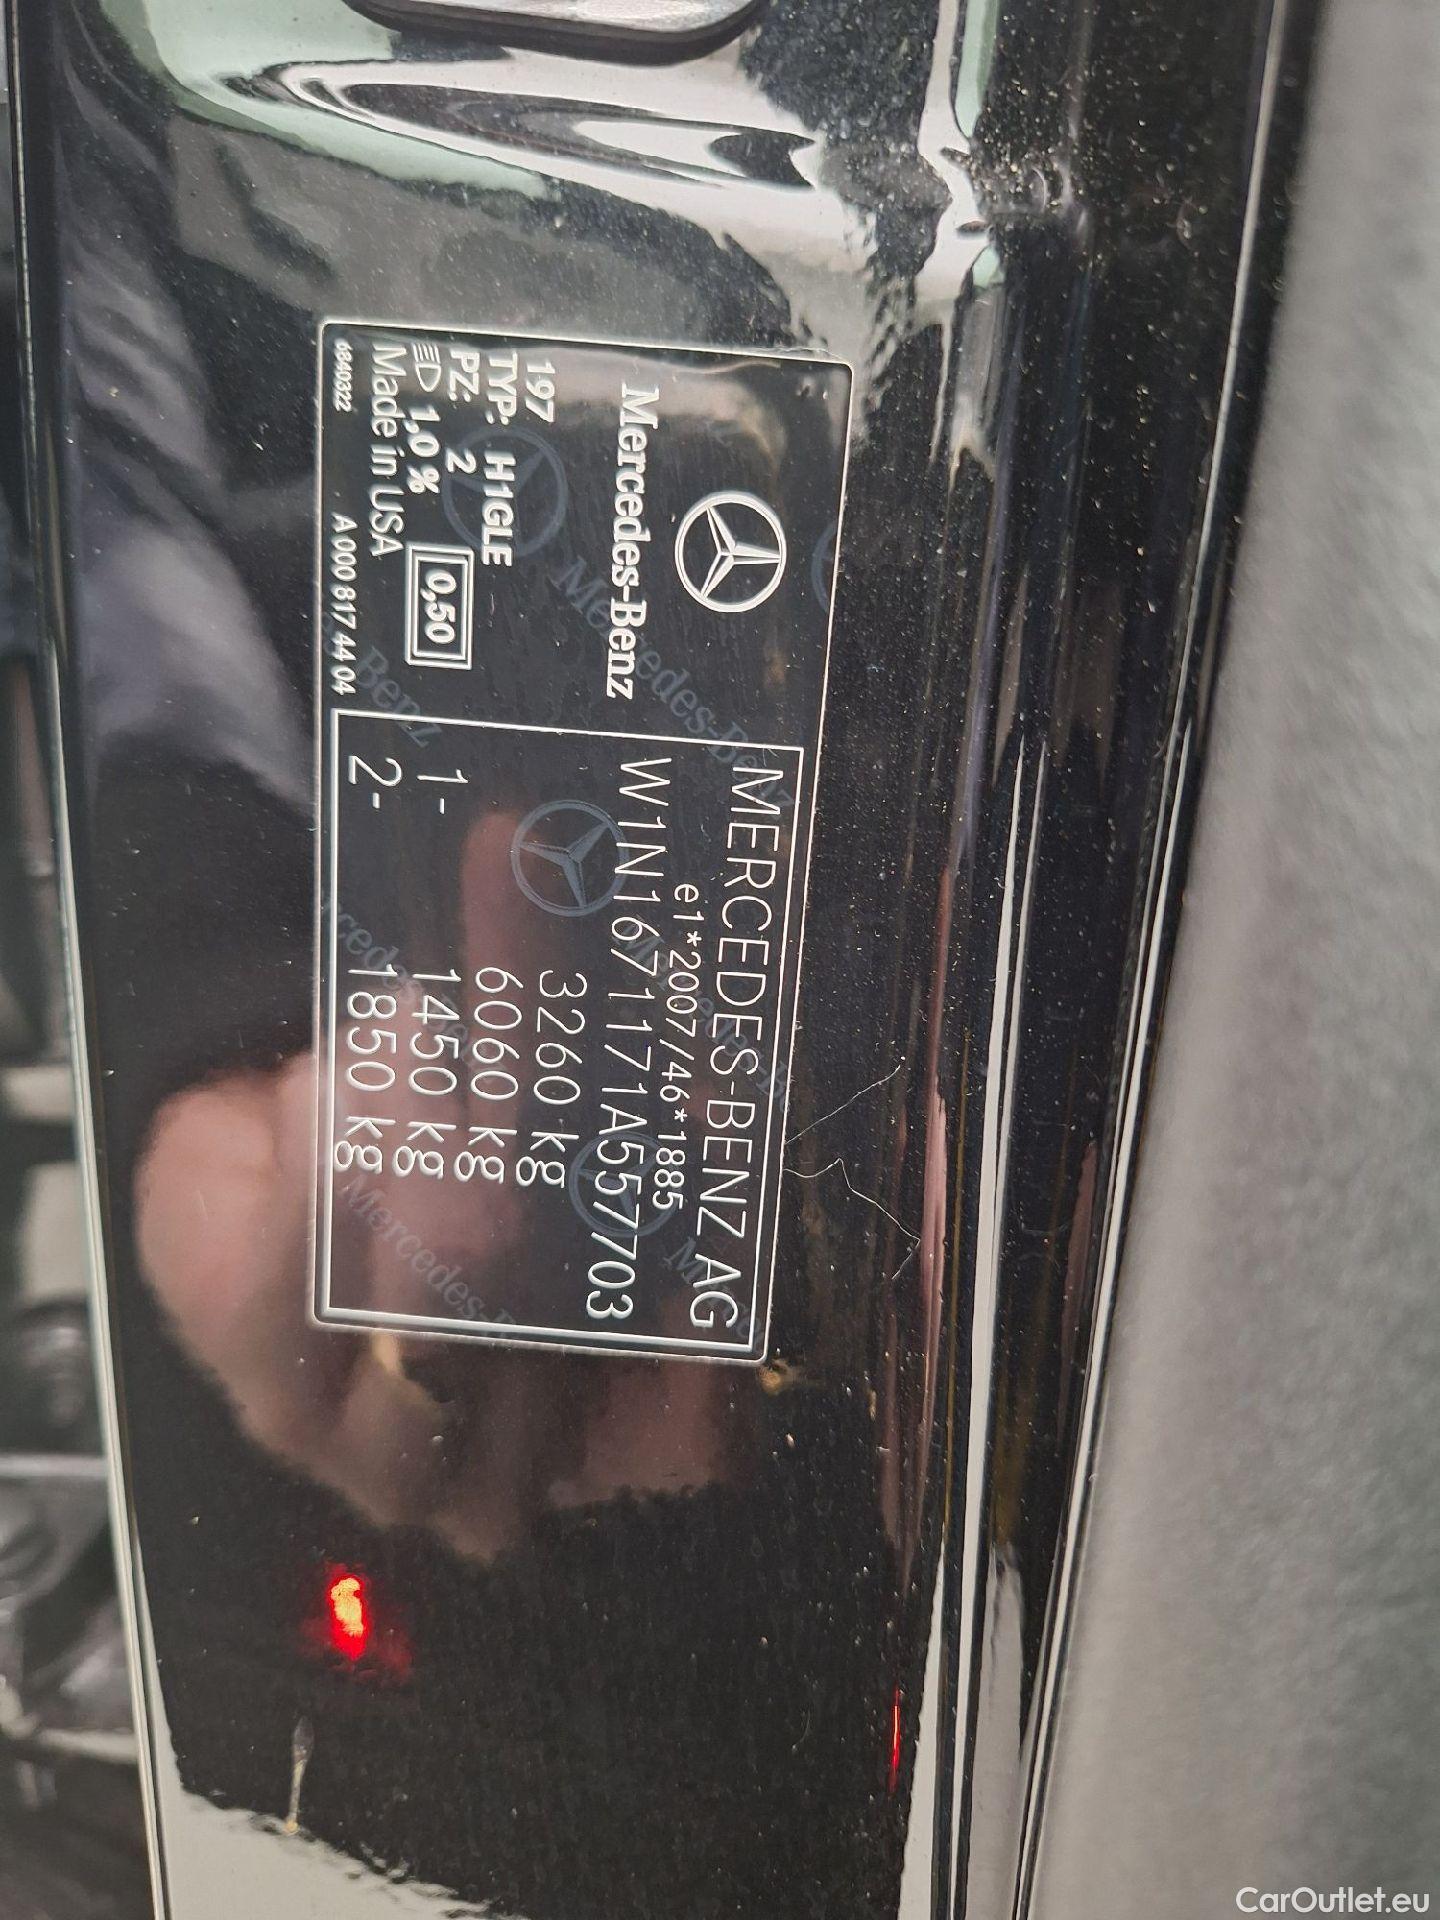 Mercedes-Benz
197
TYP: H1GLE
PZ: 2
1,0 %
0,50
Made in USA
6840322 A 000 817 44 04
MERCEDES-BENZ AG
e1*2007/46*1885
W1N1671171A557703
3260 kg
6060 kg
1- 1450 kg
2- 1850 kg
CarOutlet.eu